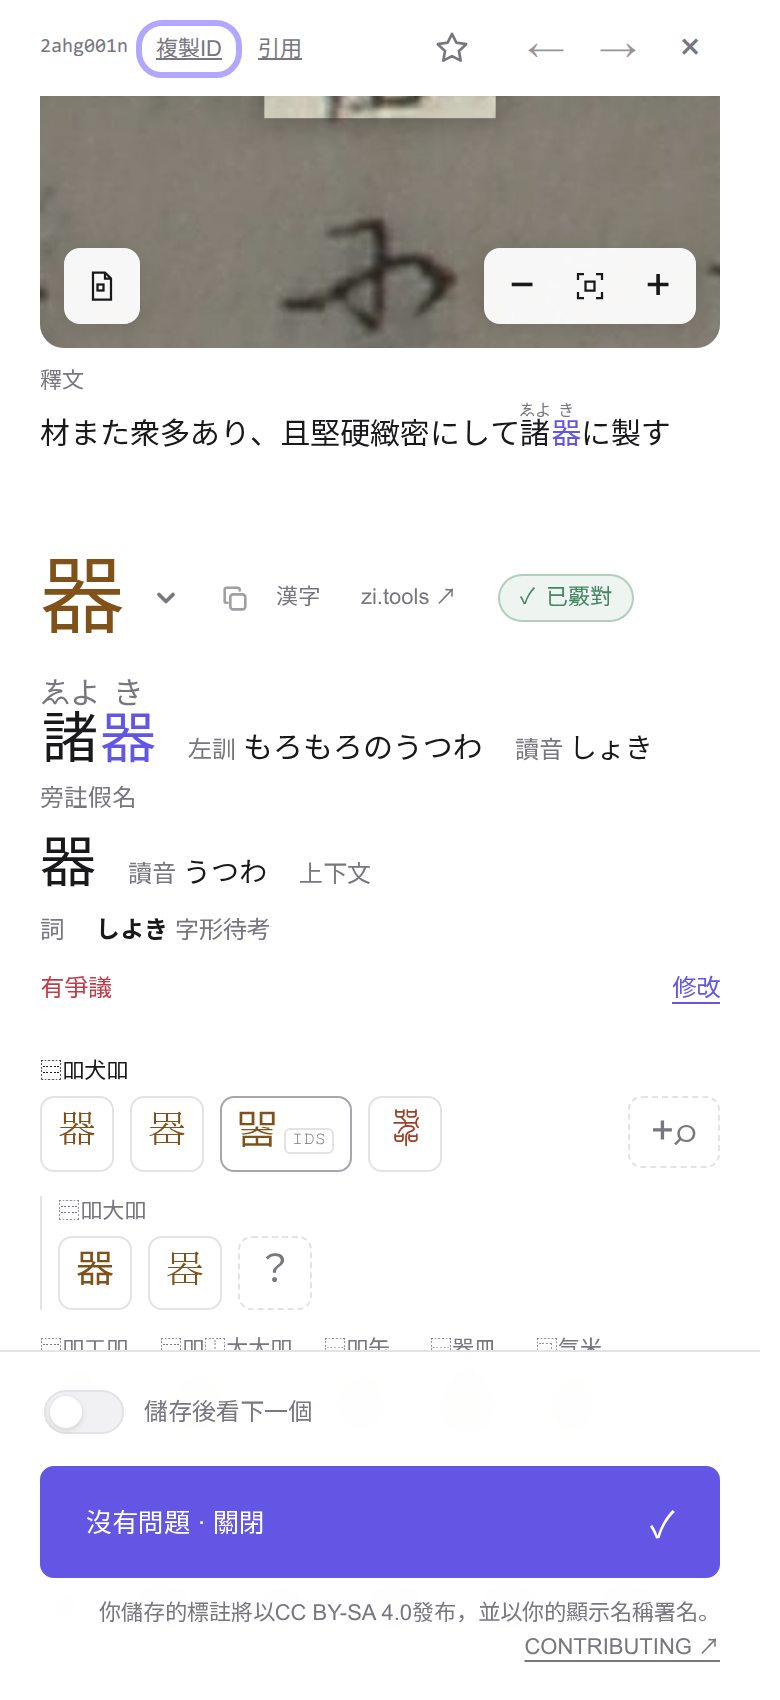 2ahg001n 複製ID 引用
釋文
ゑよ き
材また衆多あり、且堅硬緻密にして諸器に製す
器 漢字 zi.tools ↗ ✓ 已覈對
ゑよ き
諸器 左訓 もろもろのうつわ 讀音 しょき
旁註假名
器 讀音 うつわ 上下文
詞 しよき 字形待考
有爭議 修改
⿳吅犬吅
器 IDS
⿳吅大吅
器 ?
儲存後看下一個
沒有問題 · 關閉 ✓
你儲存的標註將以CC BY-SA 4.0發布，並以你的顯示名稱署名。
CONTRIBUTING ↗